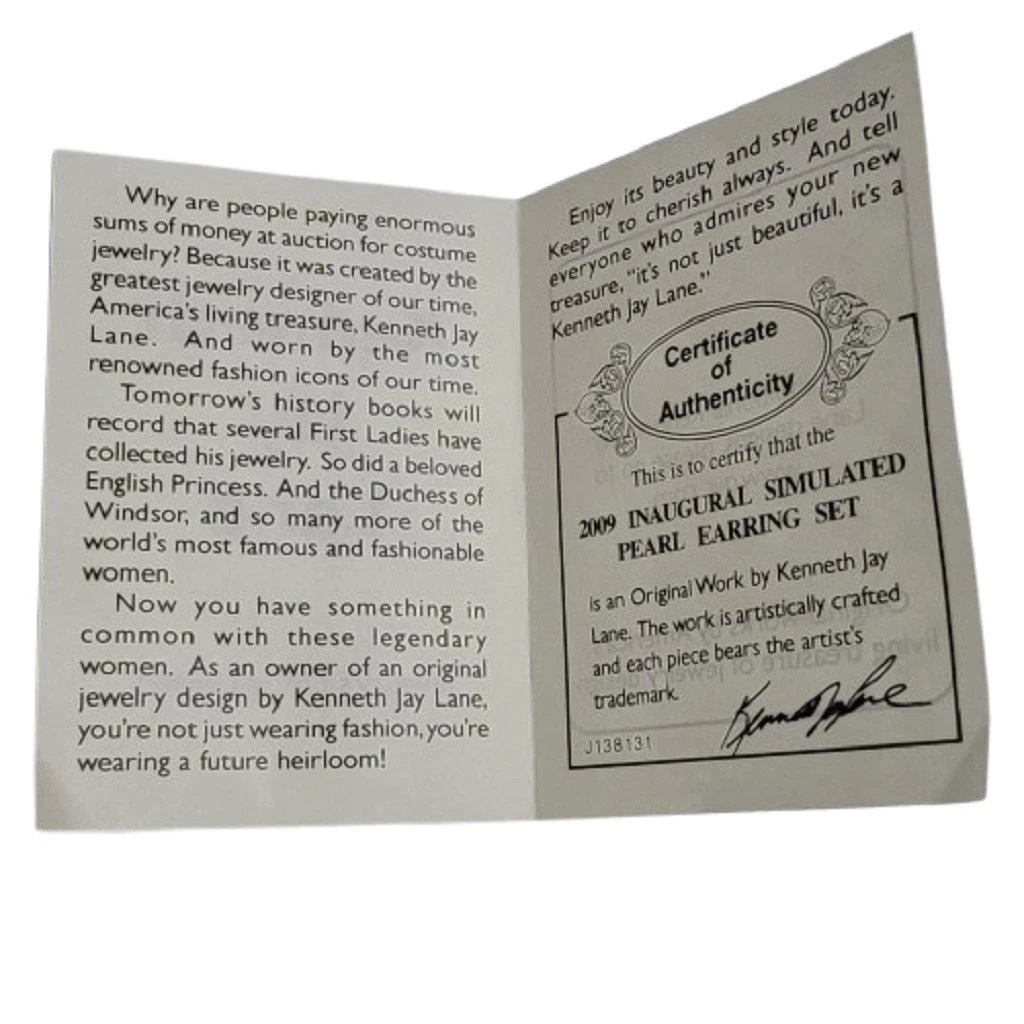 Why are people paying enormous
sums of money at auction for costume
jewelry? Because it was created by the
greatest jewelry designer of our time,
America's living treasure, Kenneth Jay
Lane. And worn by the most
renowned fashion icons of our time.
Tomorrow's history books will
record that several First Ladies have
collected his jewelry. So did a beloved
English Princess. And the Duchess of
Windsor, and so many more of the
world's most famous and fashionable
women.
Now you have something in
common with these legendary
women. As an owner of an original
jewelry design by Kenneth Jay Lane,
you're not just wearing fashion, you're
wearing a future heirloom!
Enjoy its beauty and style today.
Keep it to cherish always. And tell
everyone who admires your new
treasure, "it's not just beautiful, it's a
Kenneth Jay Lane."
Certificate
of
Authenticity
This is to certify that the
2009 INAUGURAL SIMULATED
PEARL EARRING SET
is an Original Work by Kenneth Jay
Lane. The work is artistically crafted
and each piece bears the artist's
trademark.
Kenneth Jay Lane
J138131